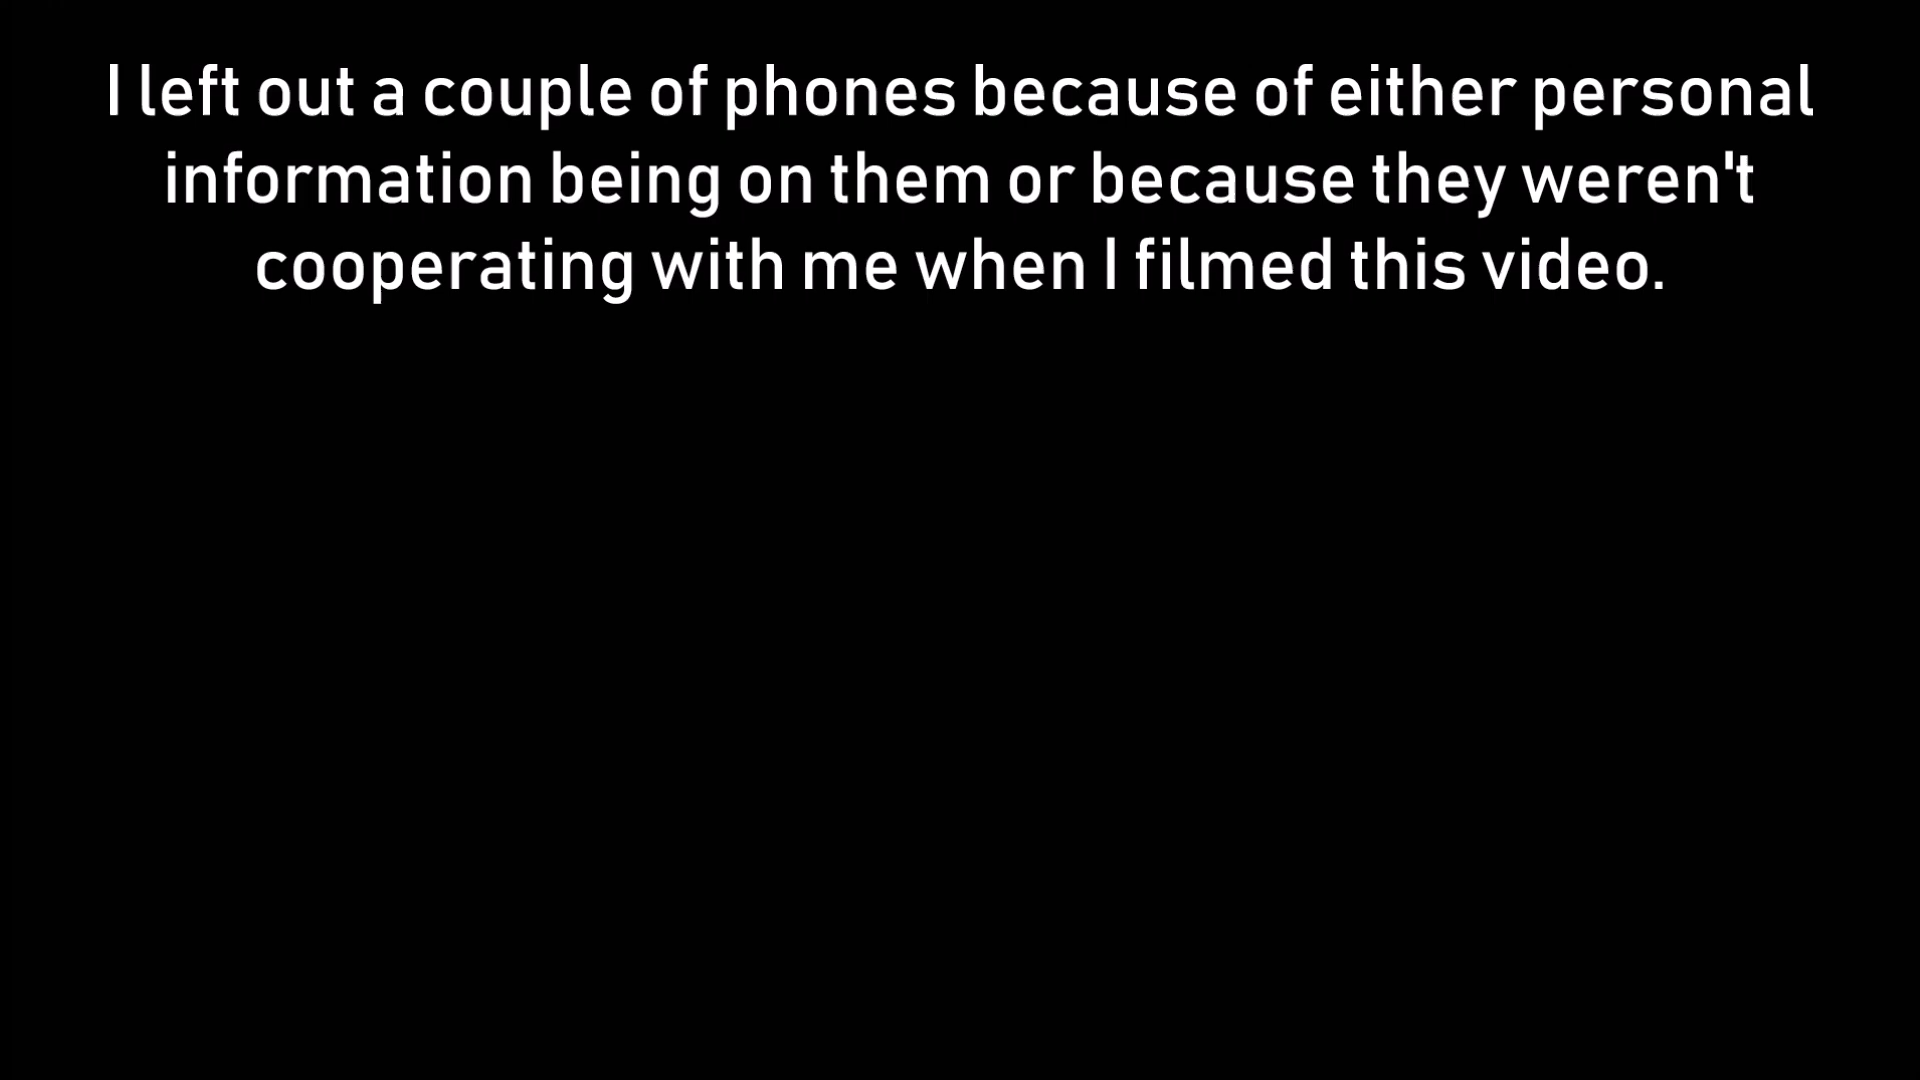 I left out a couple of phones because of either personal
information being on them or because they weren't
cooperating with me when I filmed this video.